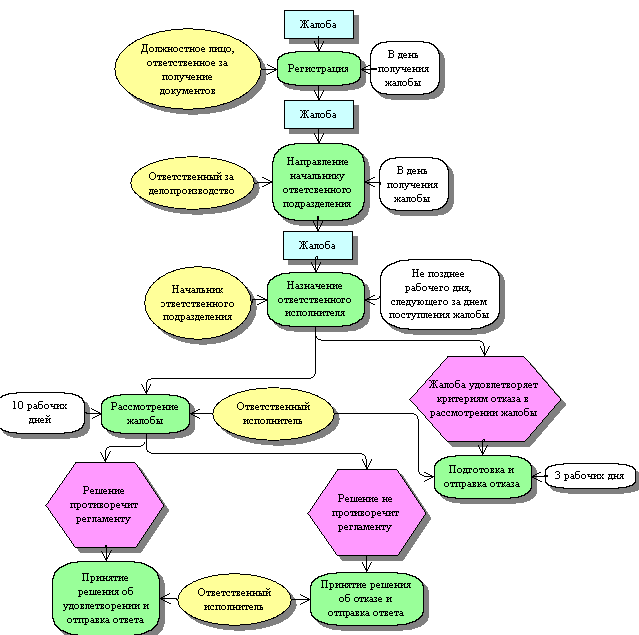 Жалоба
Должностное лицо,
ответственное за
получение
документов
Регистрация
В день
получения
жалобы
Жалоба
Ответственный за
делопроизводство
Направление
начальнику
ответсвенного
подразделения
В день
получения
жалобы
Жалоба
Начальник
ответственного
подразделения
Назначение
ответственного
исполнителя
Не позднее
рабочего дня,
следующего за днем
поступления жалобы
Жалоба удовлетворяет
критериям отказа в
рассмотрении жалобы
10 рабочих
дней
Рассмотрение
жалобы
Ответственный
исполнитель
Подготовка и
отправка отказа
3 рабочих дня
Решение
противоречит
регламенту
Решение не
противоречит
регламенту
Принятие
решения об
удовлетворении и
отправка ответа
Ответственный
исполнитель
Принятие решения
об отказе и
отправка ответа